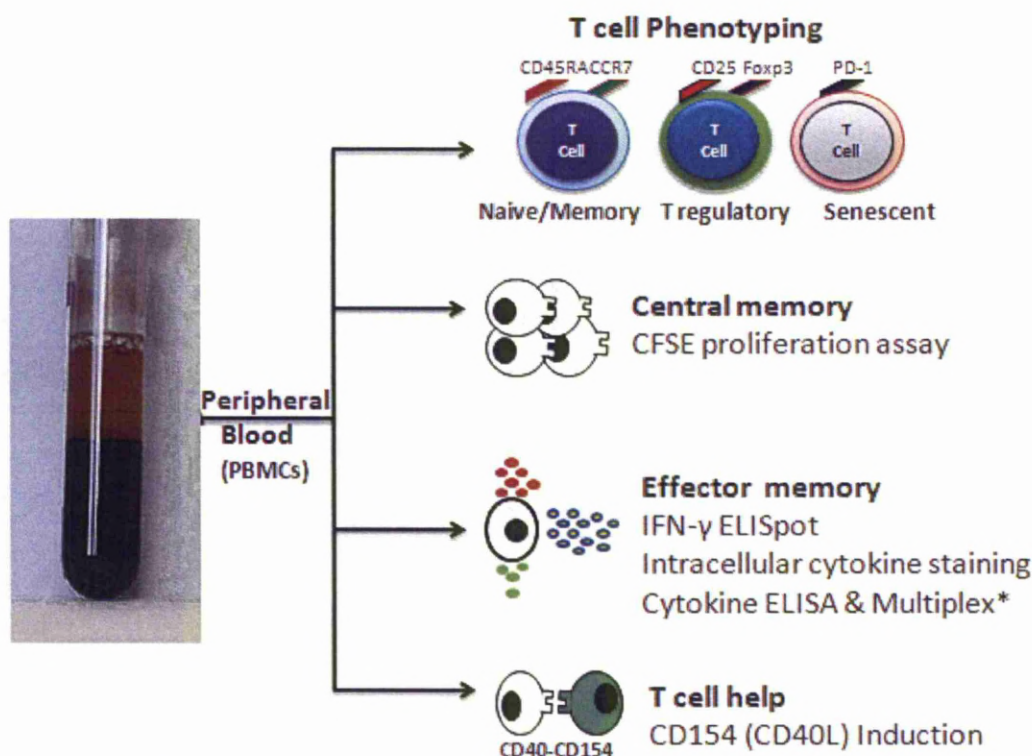 T cell Phenotyping
CD45RACCR7 CD25 Foxp3 PD-1
T Cell T Cell T Cell
Naive/Memory T regulatory Senescent
Peripheral
Blood
(PBMCs)
Central memory
CFSE proliferation assay
Effector memory
IFN-γ ELISpot
Intracellular cytokine staining
Cytokine ELISA & Multiplex*
T cell help
CD154 (CD40L) Induction
CD40-CD154